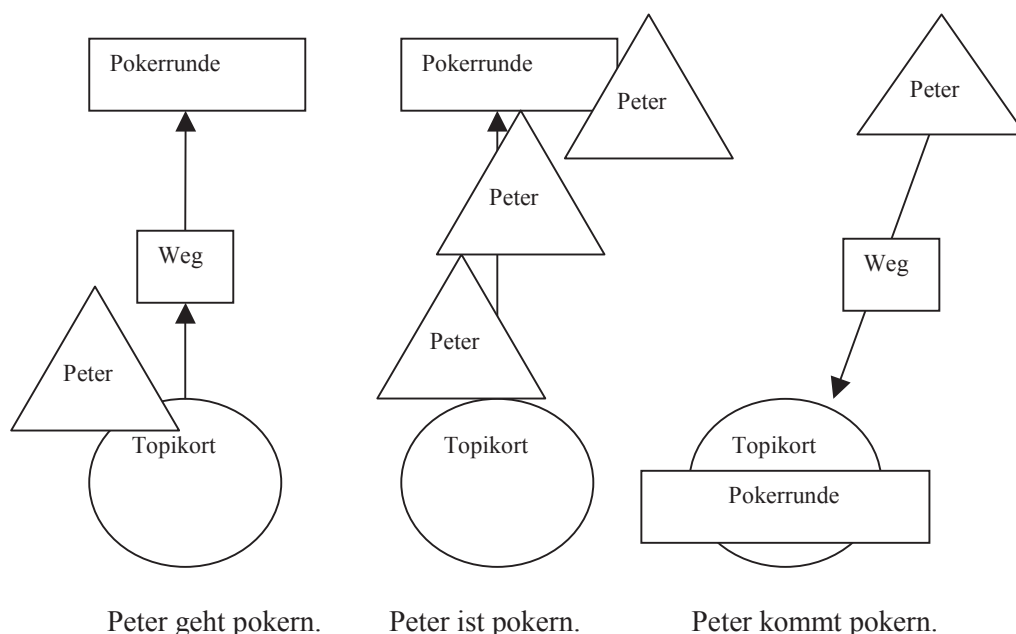 Pokerrunde
Weg
Peter
Topikort
Peter geht pokern.
Pokerrunde
Peter
Peter
Peter
Topikort
Peter ist pokern.
Peter
Weg
Topikort
Pokerrunde
Peter kommt pokern.